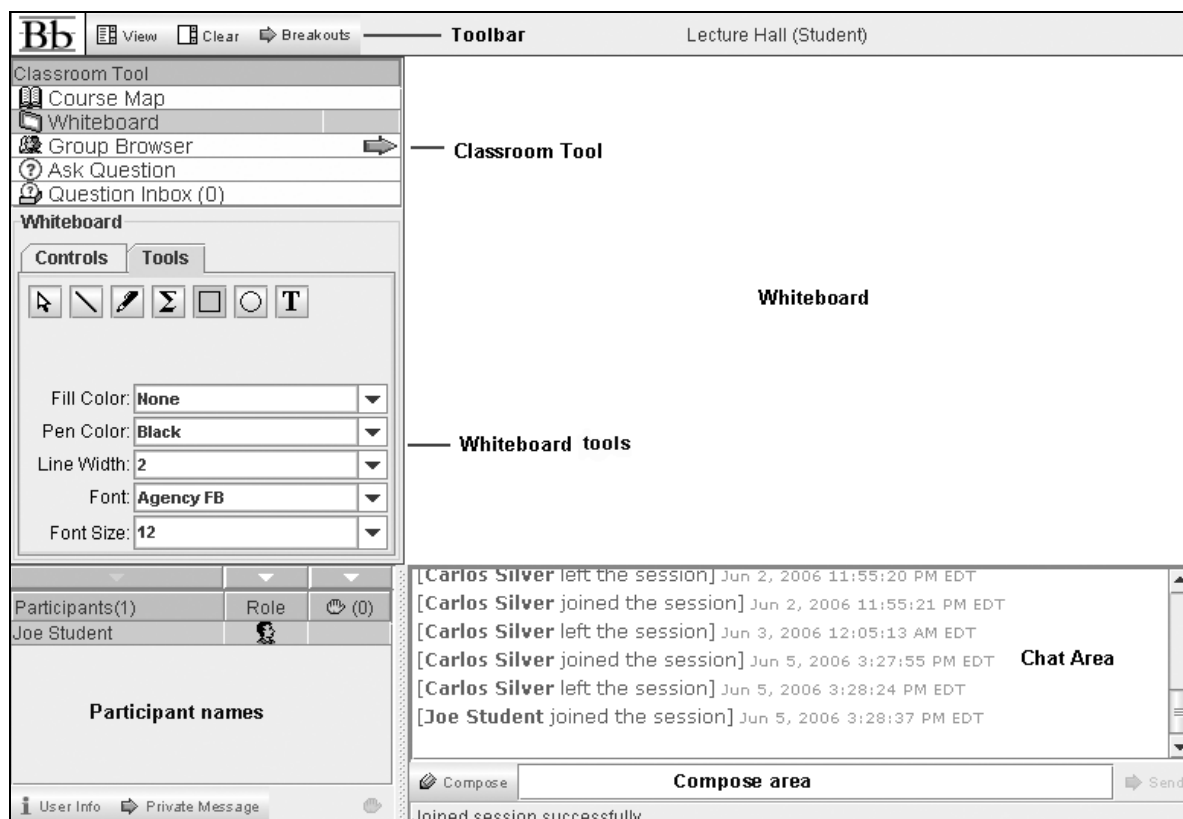 Bb View Clear Breakouts Toolbar Lecture Hall (Student)
Classroom Tool
Course Map
Whiteboard
Group Browser
Ask Question
Question Inbox (0)
Classroom Tool
Whiteboard
Controls Tools
Σ T
Fill Color: None
Pen Color: Black
Line Width: 2
Font: Agency FB
Font Size: 12
Whiteboard tools
Whiteboard
Participants(1) Role (0)
Joe Student
Participant names
User Info Private Message
[Carlos Silver left the session] Jun 2, 2006 11:55:20 PM EDT
[Carlos Silver joined the session] Jun 2, 2006 11:55:21 PM EDT
[Carlos Silver left the session] Jun 3, 2006 12:05:13 AM EDT
[Carlos Silver joined the session] Jun 5, 2006 3:27:55 PM EDT
[Carlos Silver left the session] Jun 5, 2006 3:28:24 PM EDT
[Joe Student joined the session] Jun 5, 2006 3:28:37 PM EDT
Chat Area
Compose Compose area Send
Joined session successfully